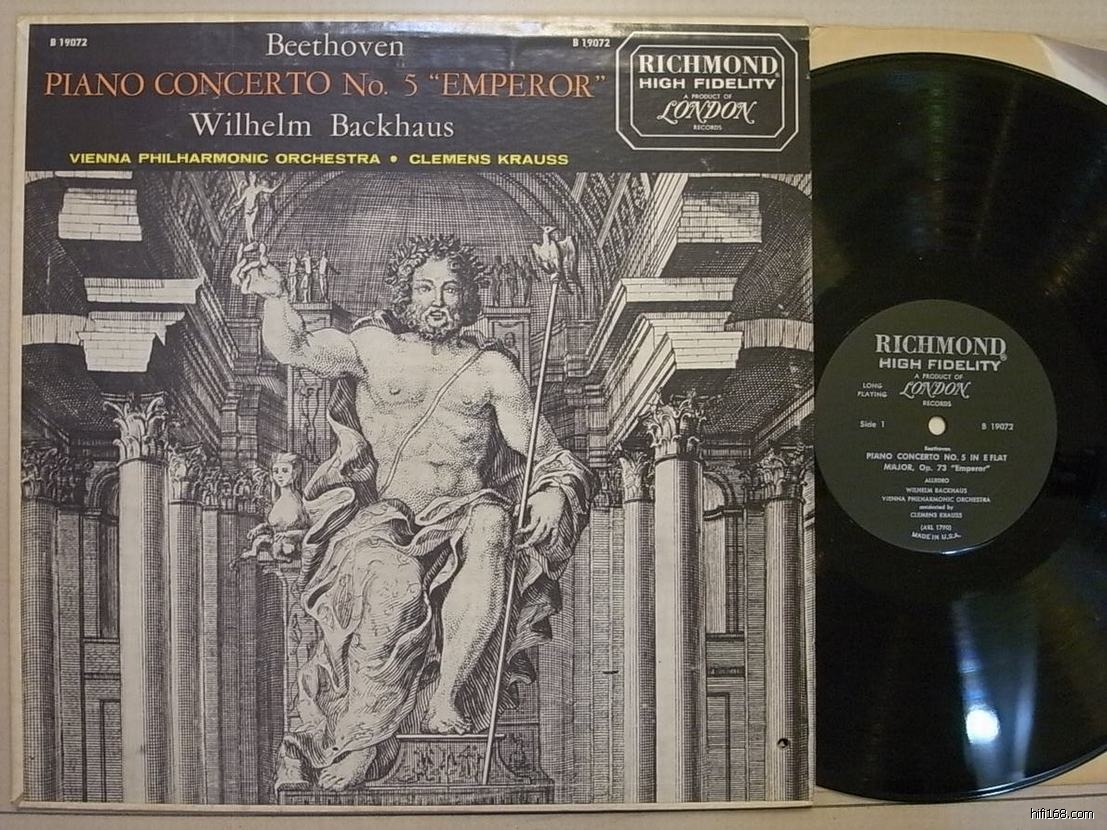 B 19072
Beethoven
B 19072
PIANO CONCERTO No. 5 “EMPEROR”
Wilhelm Backhaus
VIENNA PHILHARMONIC ORCHESTRA • CLEMENS KRAUSS
RICHMOND®
HIGH FIDELITY
A PRODUCT OF
LONDON
RECORDS
RICHMOND®
HIGH FIDELITY
A PRODUCT OF
LONG PLAYING
LONDON
RECORDS
Side 1
B 19072
Beethoven
PIANO CONCERTO NO. 5 IN E FLAT
MAJOR, Op. 73 "Emperor"
ALLEGRO
WILHELM BACKHAUS
VIENNA PHILHARMONIC ORCHESTRA
conducted by
CLEMENS KRAUSS
(ARL 1790)
MADE IN U.S.A.
hifi168.com